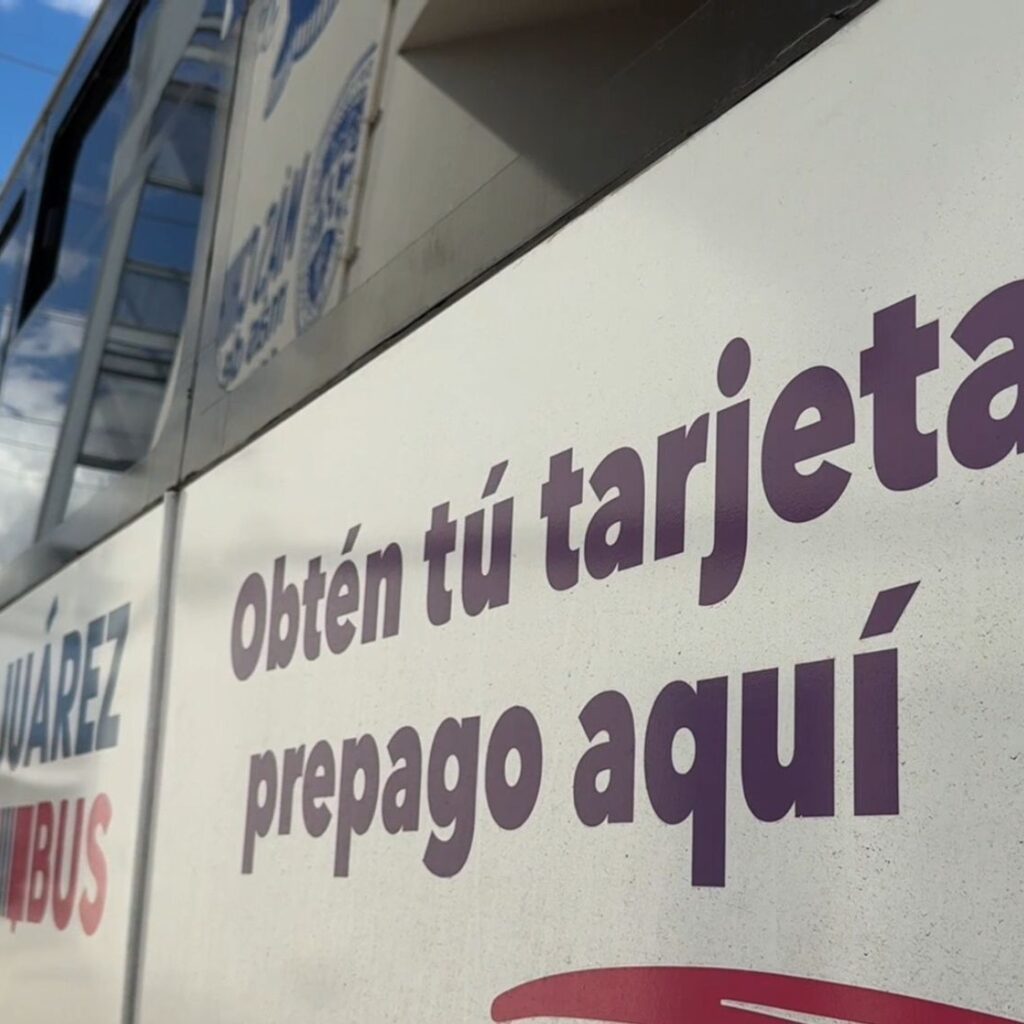 Obtén tú tarjeta
prepago aquí
JUÁREZ
BUS